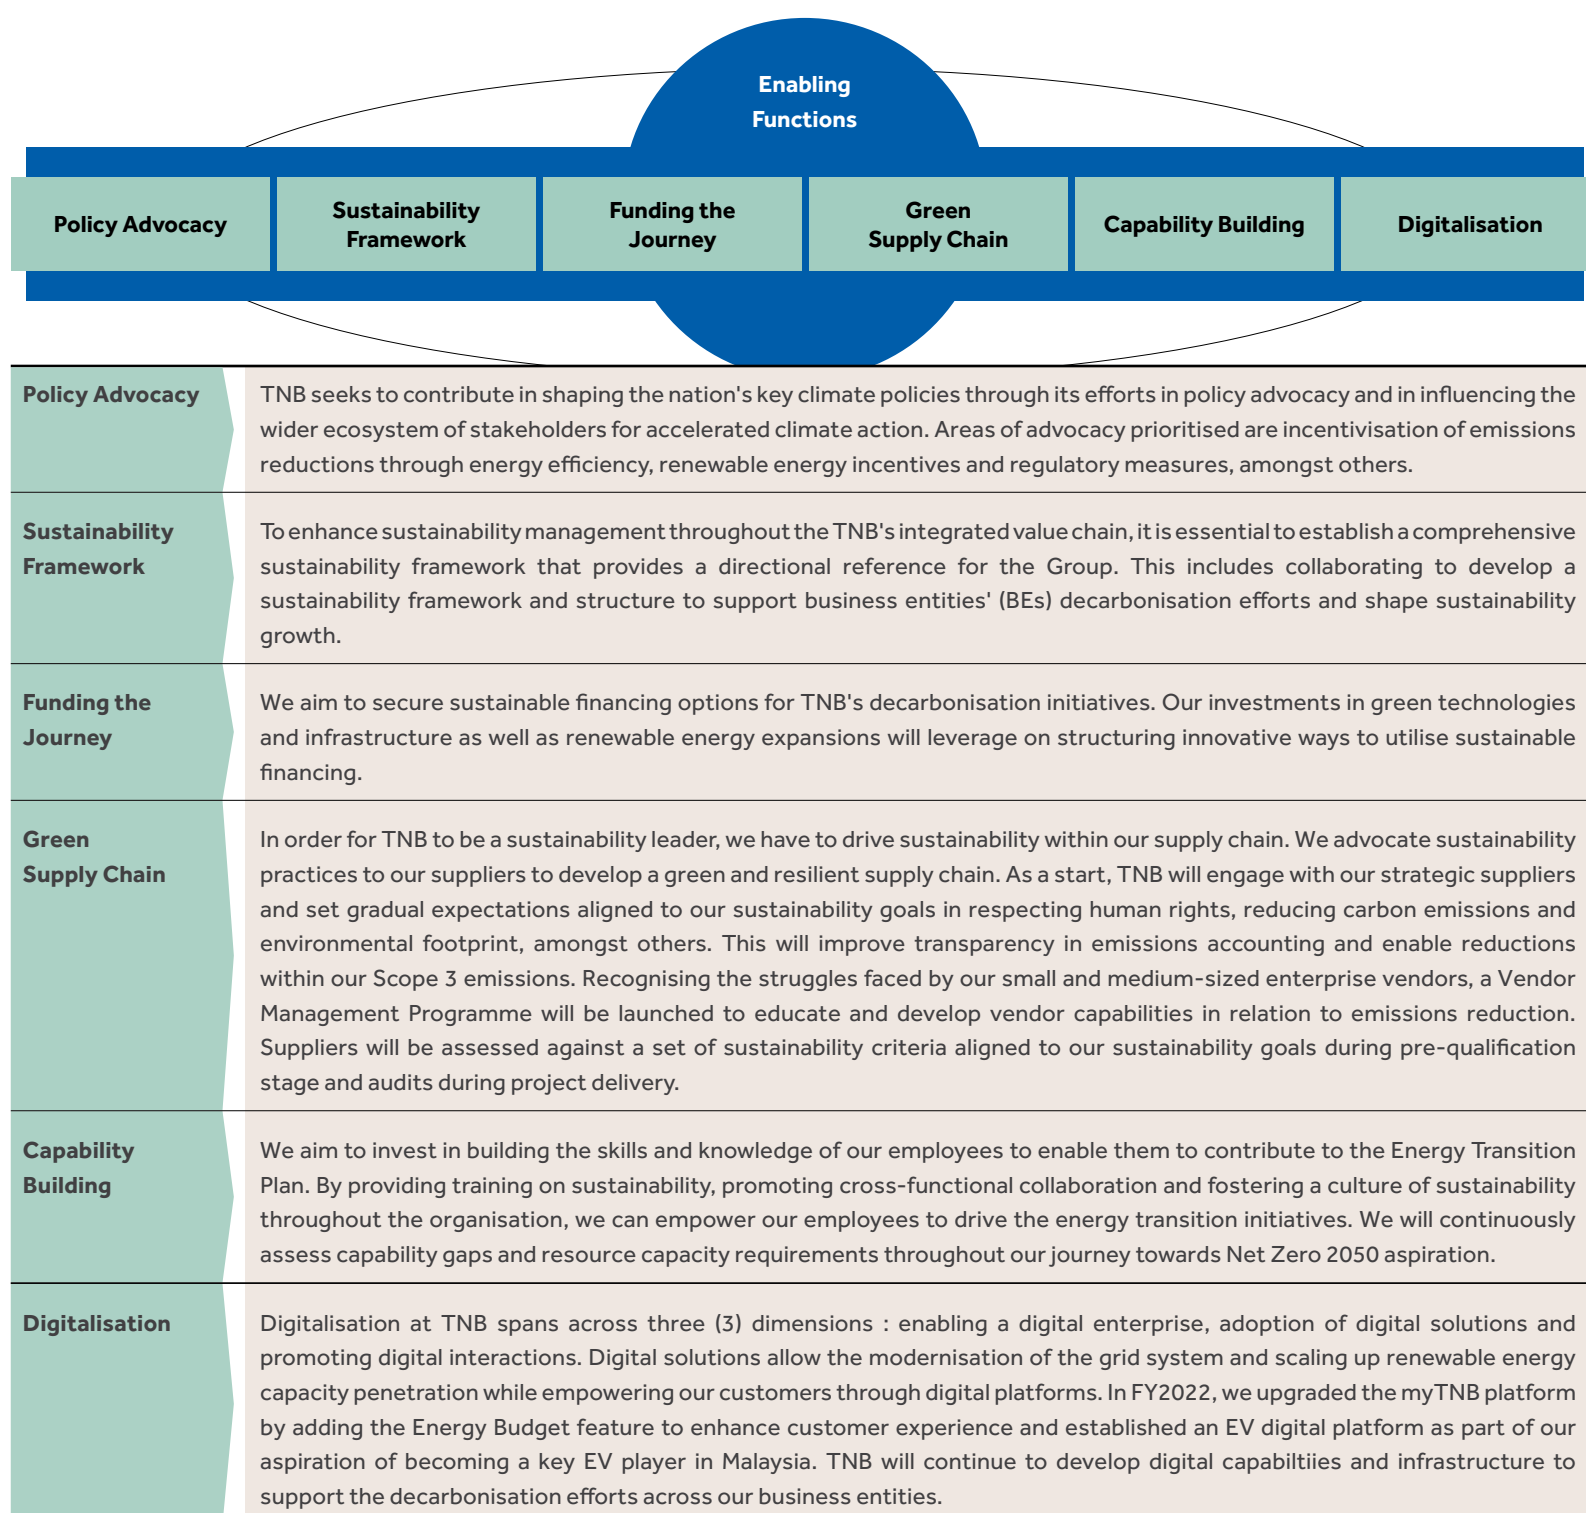 Enabling
Functions
Policy Advocacy
Sustainability
Framework
Funding the
Journey
Green
Supply Chain
Capability Building
Digitalisation
Policy Advocacy
TNB seeks to contribute in shaping the nation's key climate policies through its efforts in policy advocacy and in influencing the
wider ecosystem of stakeholders for accelerated climate action. Areas of advocacy prioritised are incentivisation of emissions
reductions through energy efficiency, renewable energy incentives and regulatory measures, amongst others.
Sustainability
Framework
To enhance sustainability management throughout the TNB's integrated value chain, it is essential to establish a comprehensive
sustainability framework that provides a directional reference for the Group. This includes collaborating to develop a
sustainability framework and structure to support business entities' (BEs) decarbonisation efforts and shape sustainability
growth.
Funding the
Journey
We aim to secure sustainable financing options for TNB's decarbonisation initiatives. Our investments in green technologies
and infrastructure as well as renewable energy expansions will leverage on structuring innovative ways to utilise sustainable
financing.
Green
Supply Chain
In order for TNB to be a sustainability leader, we have to drive sustainability within our supply chain. We advocate sustainability
practices to our suppliers to develop a green and resilient supply chain. As a start, TNB will engage with our strategic suppliers
and set gradual expectations aligned to our sustainability goals in respecting human rights, reducing carbon emissions and
environmental footprint, amongst others. This will improve transparency in emissions accounting and enable reductions
within our Scope 3 emissions. Recognising the struggles faced by our small and medium-sized enterprise vendors, a Vendor
Management Programme will be launched to educate and develop vendor capabilities in relation to emissions reduction.
Suppliers will be assessed against a set of sustainability criteria aligned to our sustainability goals during pre-qualification
stage and audits during project delivery.
Capability
Building
We aim to invest in building the skills and knowledge of our employees to enable them to contribute to the Energy Transition
Plan. By providing training on sustainability, promoting cross-functional collaboration and fostering a culture of sustainability
throughout the organisation, we can empower our employees to drive the energy transition initiatives. We will continuously
assess capability gaps and resource capacity requirements throughout our journey towards Net Zero 2050 aspiration.
Digitalisation
Digitalisation at TNB spans across three (3) dimensions : enabling a digital enterprise, adoption of digital solutions and
promoting digital interactions. Digital solutions allow the modernisation of the grid system and scaling up renewable energy
capacity penetration while empowering our customers through digital platforms. In FY2022, we upgraded the myTNB platform
by adding the Energy Budget feature to enhance customer experience and established an EV digital platform as part of our
aspiration of becoming a key EV player in Malaysia. TNB will continue to develop digital capabiltiies and infrastructure to
support the decarbonisation efforts across our business entities.